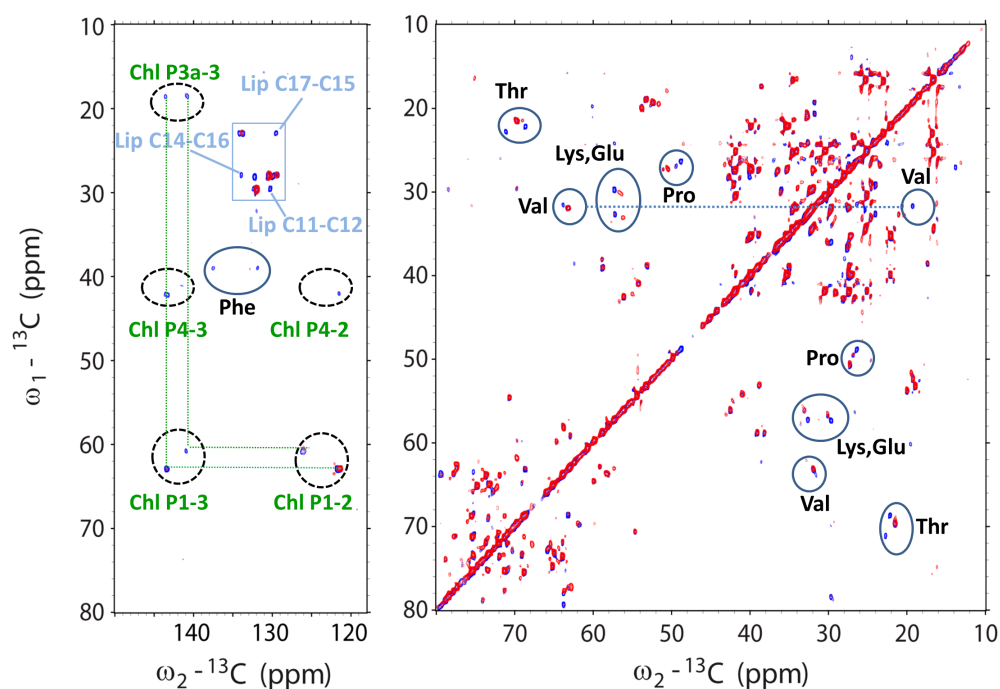 10
20
30
40
50
60
70
80
ω₁ - ¹³C (ppm)
Chl P3a-3
Lip C17-C15
Lip C14-C16
Lip C11-C12
Phe
Chl P4-3
Chl P4-2
Chl P1-3
Chl P1-2
140
130
120
ω₂ - ¹³C (ppm)
10
20
30
40
50
60
70
80
Thr
Lys,Glu
Val
Pro
Val
Pro
Lys,Glu
Val
Thr
70
60
50
40
30
20
10
ω₂ - ¹³C (ppm)